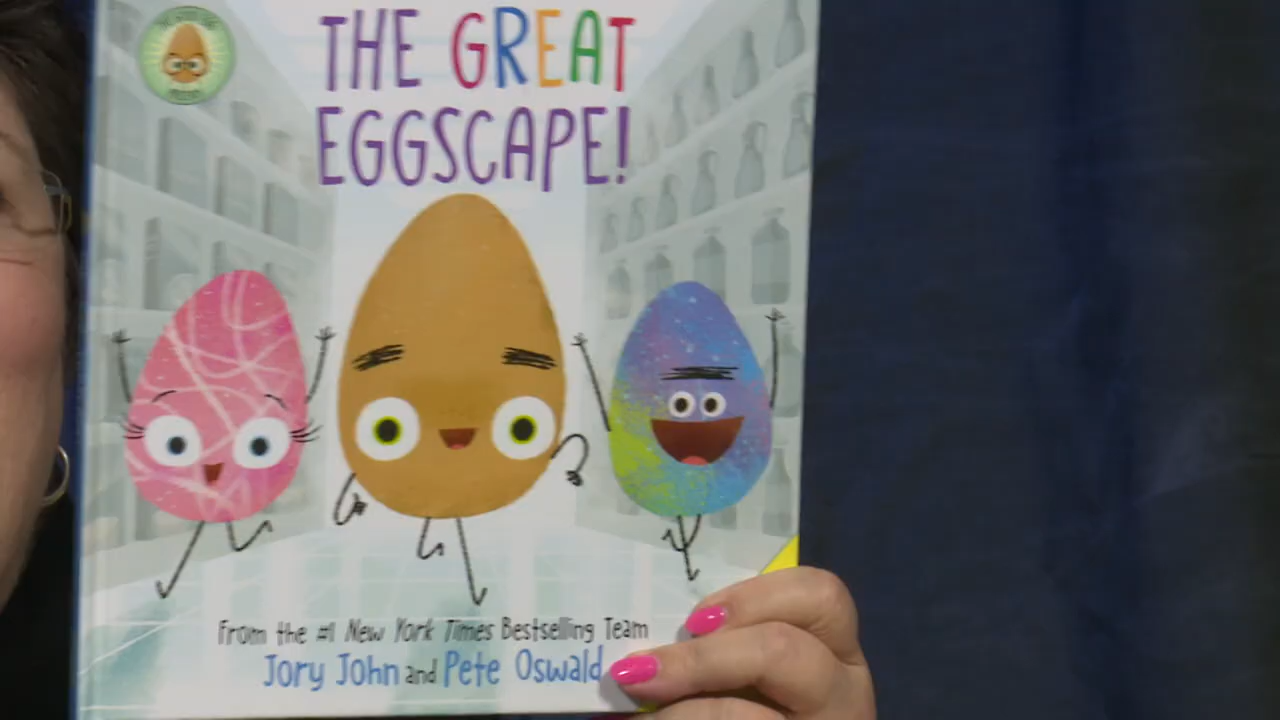 THE GREAT
EGGSCAPE!
From the #1 New York Times Bestselling Team
Jory John and Pete Oswald